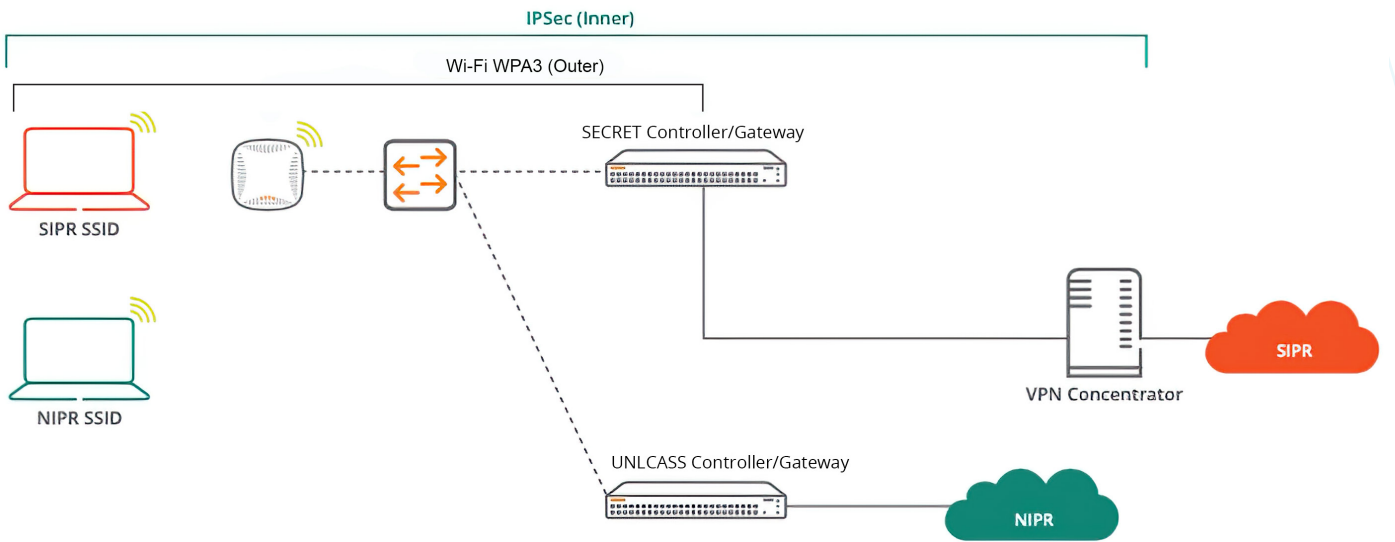 IPSec (Inner)
Wi-Fi WPA3 (Outer)
SECRET Controller/Gateway
SIPR SSID
SIPR
VPN Concentrator
NIPR SSID
UNLCASS Controller/Gateway
NIPR